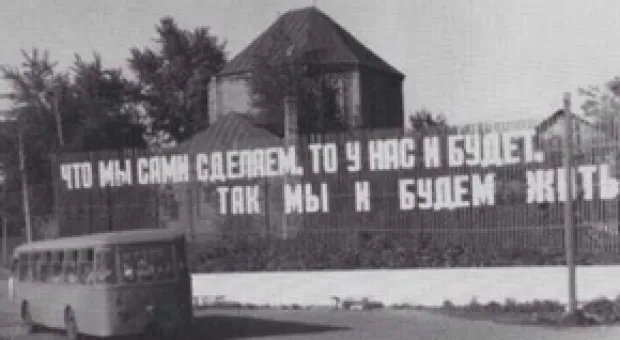 ЧТО МЫ САМИ СДЕЛАЕМ, ТО У НАС И БУДЕТ.
ТАК МЫ И БУДЕМ ЖИТЬ